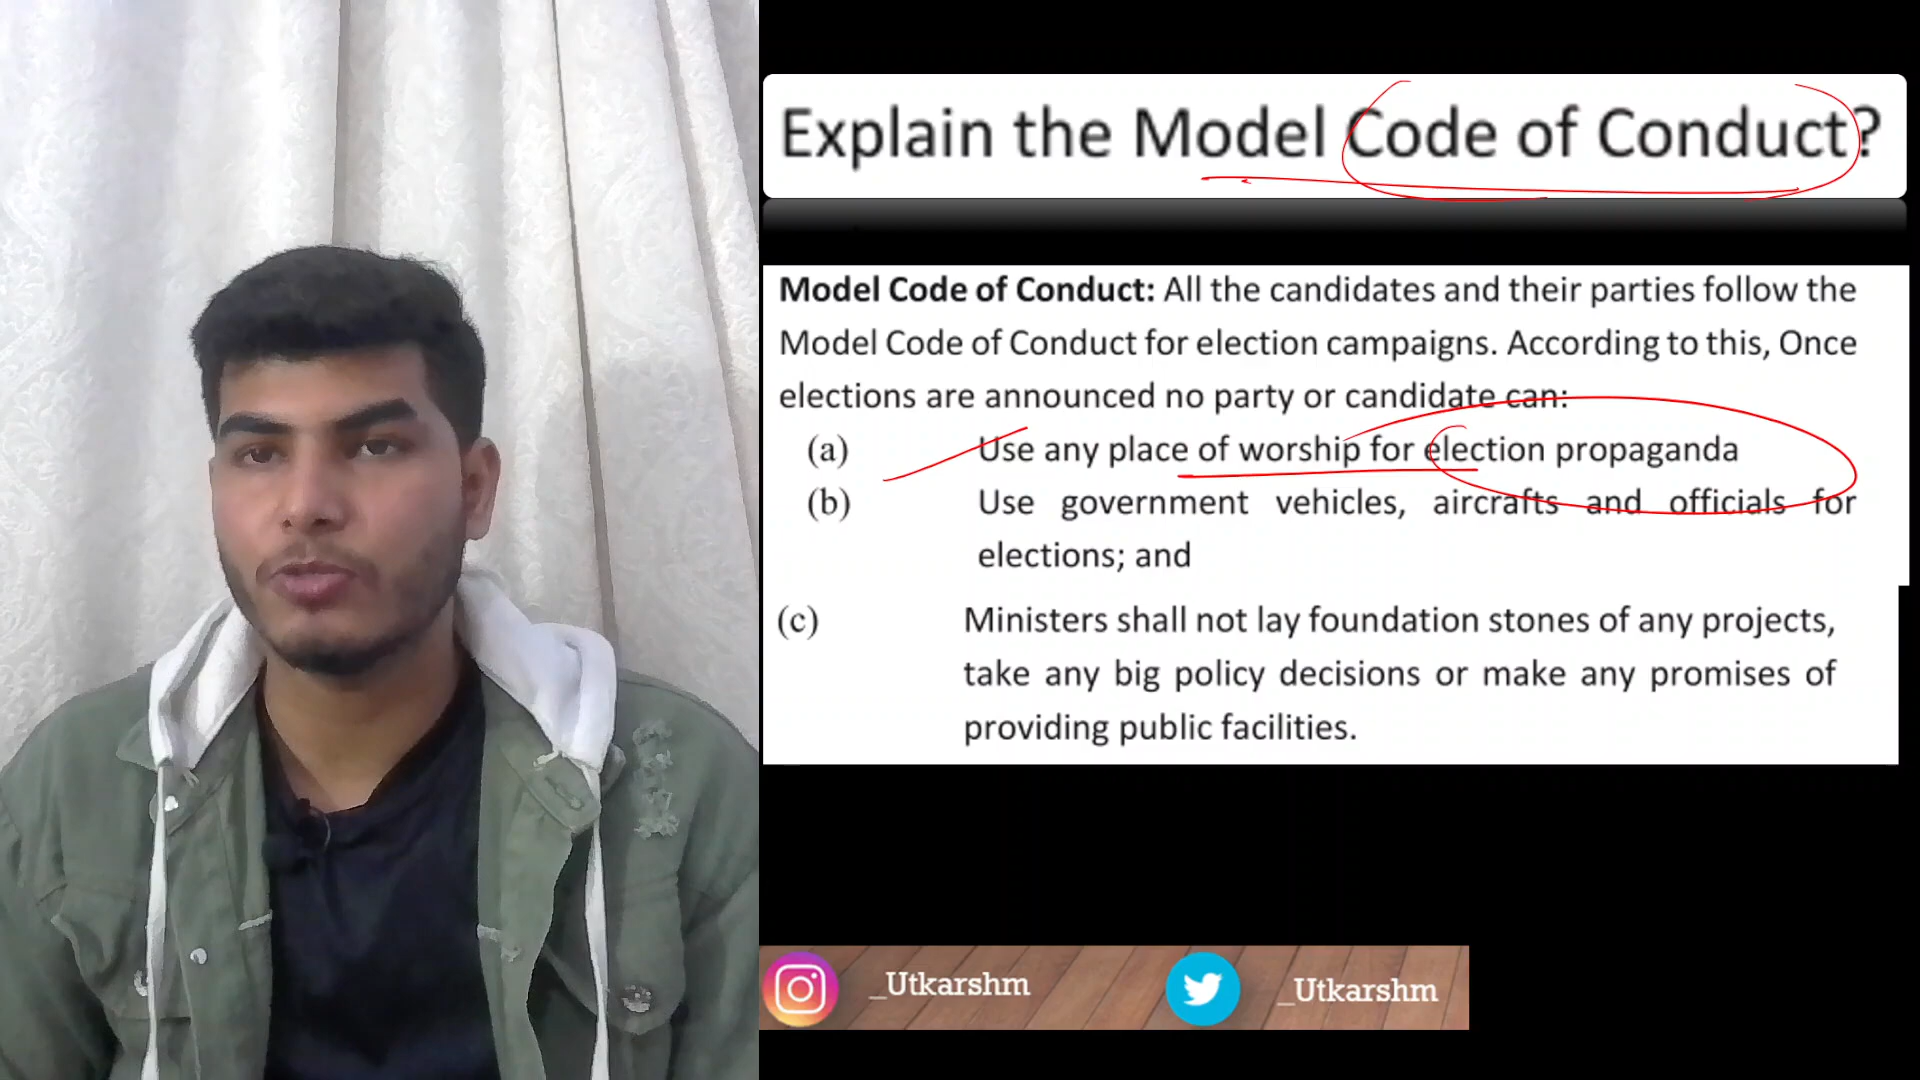 Explain the Model Code of Conduct?
Model Code of Conduct: All the candidates and their parties follow the
Model Code of Conduct for election campaigns. According to this, Once
elections are announced no party or candidate can:
(a) Use any place of worship for election propaganda
(b) Use government vehicles, aircrafts and officials for
elections; and
(c) Ministers shall not lay foundation stones of any projects,
take any big policy decisions or make any promises of
providing public facilities.
_Utkarshm _Utkarshm